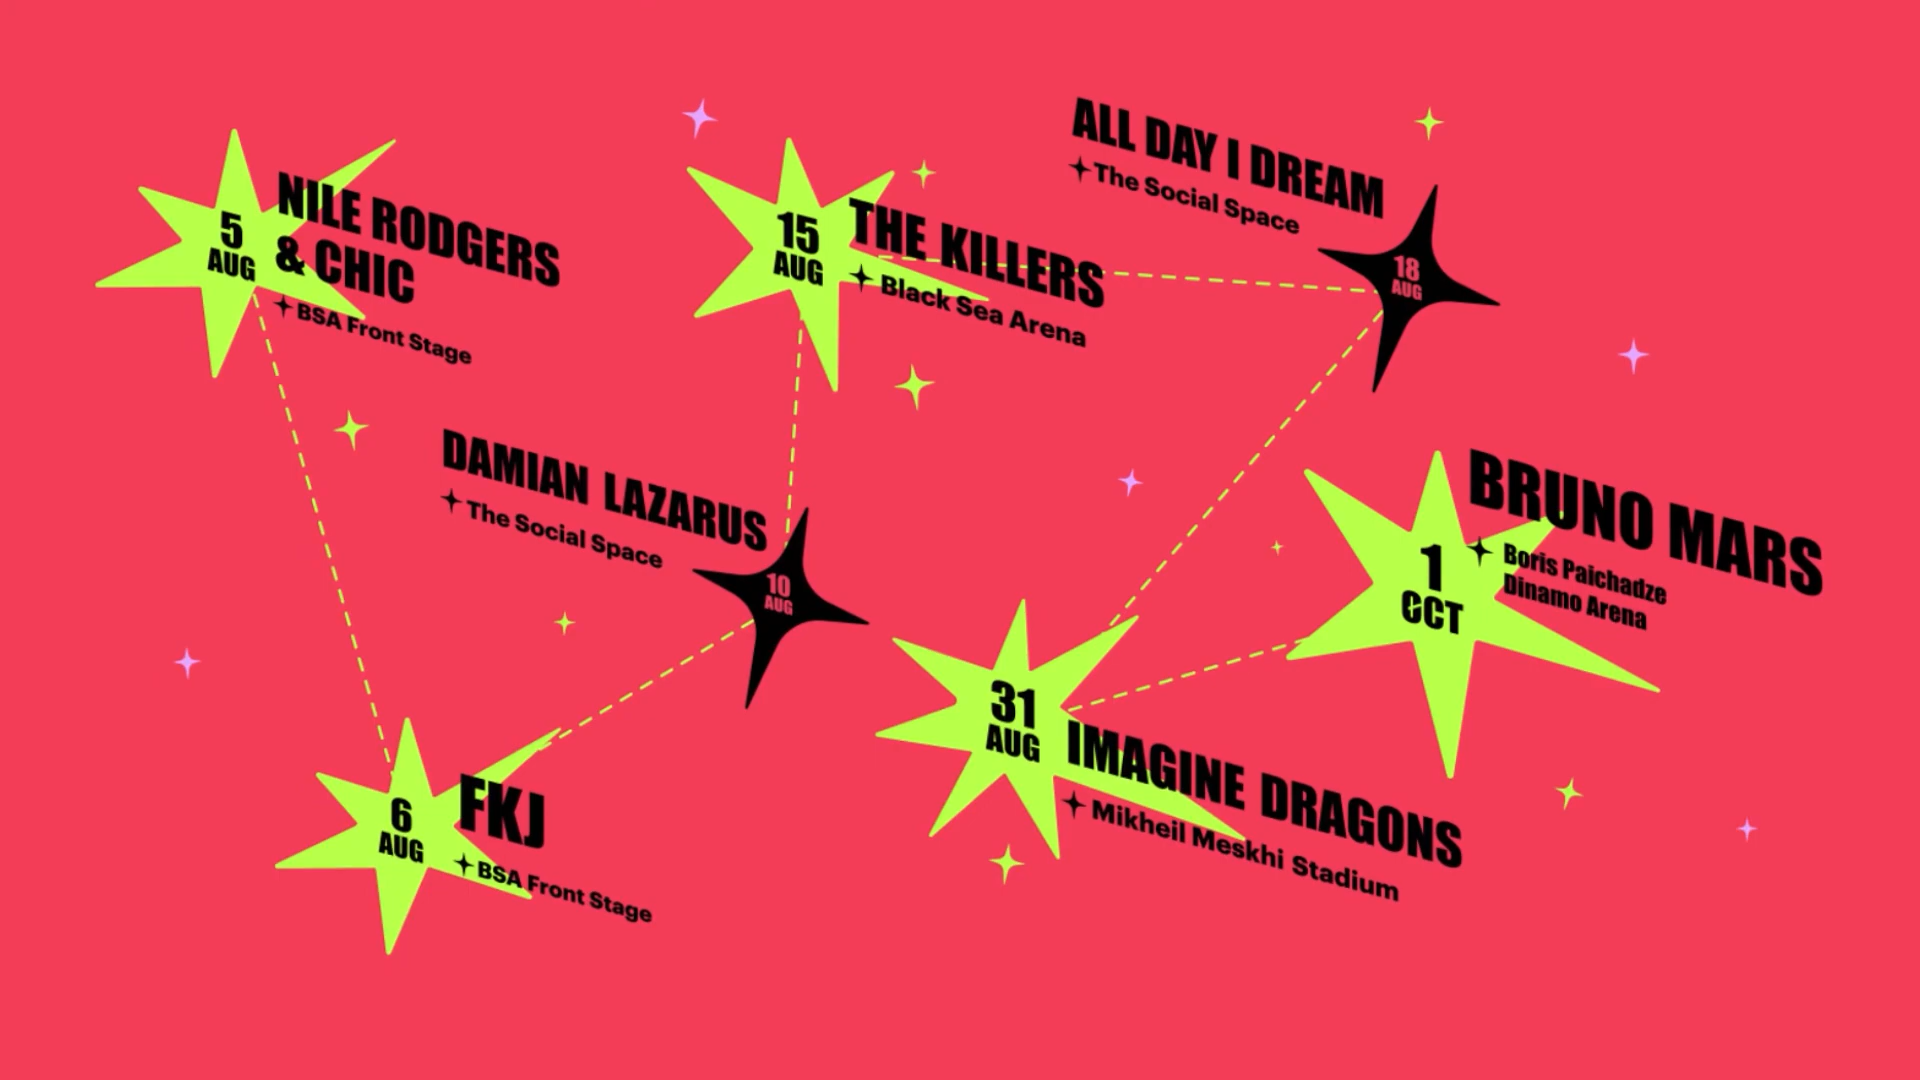 5
AUG
NILE RODGERS
& CHIC
BSA Front Stage
15
AUG
THE KILLERS
Black Sea Arena
ALL DAY I DREAM
The Social Space
18
AUG
DAMIAN LAZARUS
The Social Space
10
AUG
BRUNO MARS
Boris Paichadze
Dinamo Arena
1
OCT
31
AUG
IMAGINE DRAGONS
Mikheil Meskhi Stadium
6
AUG
FKJ
BSA Front Stage